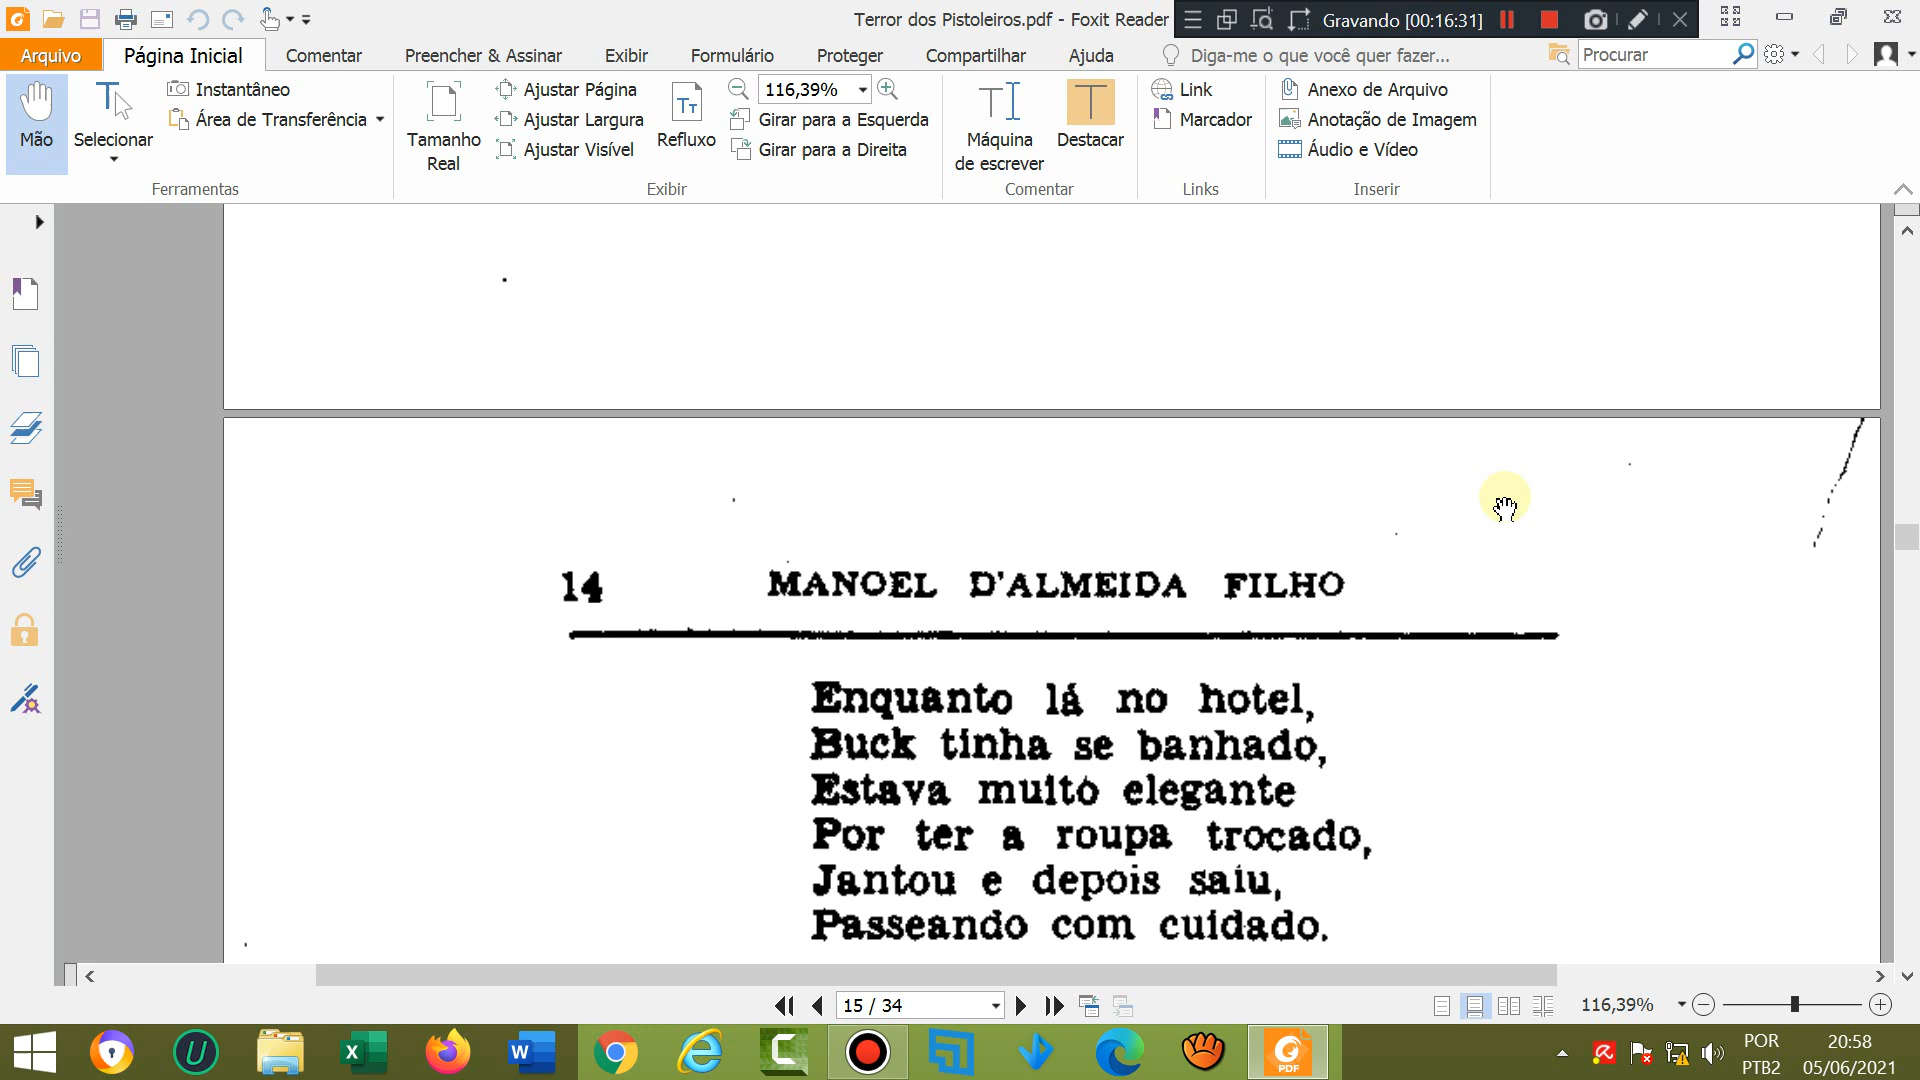 Terror dos Pistoleiros.pdf - Foxit Reader
Gravando [00:16:31]
Arquivo
Página Inicial
Comentar
Preencher & Assinar
Exibir
Formulário
Proteger
Compartilhar
Ajuda
Diga-me o que você quer fazer...
Procurar
Mão
Selecionar
Instantâneo
Área de Transferência
Ferramentas
Tamanho
Real
Ajustar Página
Ajustar Largura
Ajustar Visível
Refluxo
116,39%
Girar para a Esquerda
Girar para a Direita
Exibir
Máquina
de escrever
Destacar
Comentar
Link
Marcador
Links
Anexo de Arquivo
Anotação de Imagem
Áudio e Vídeo
Inserir
14 MANOEL D'ALMEIDA FILHO
Enquanto lá no hotel,
Buck tinha se banhado,
Estava muito elegante
Por ter a roupa trocado,
Jantou e depois saiu,
Passeando com cuidado.
15 / 34
116,39%
POR
PTB2
20:58
05/06/2021